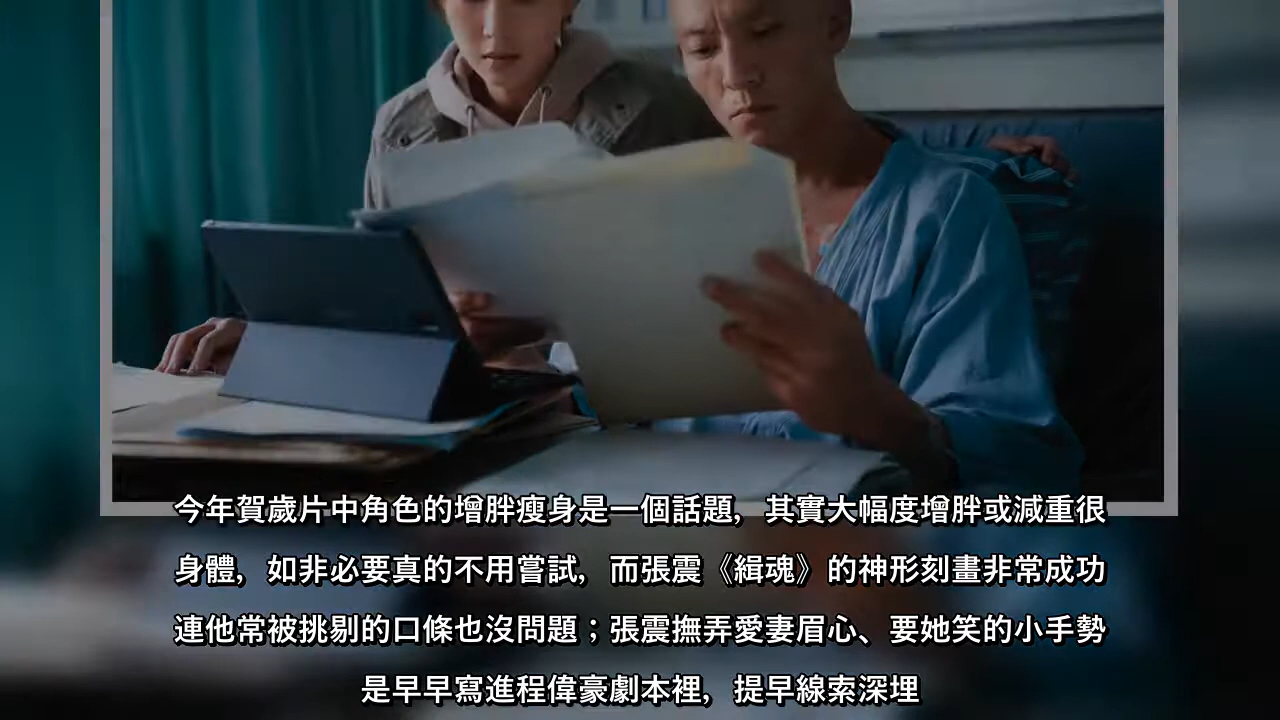 今年賀歲片中角色的增胖瘦身是一個話題，其實大幅度增胖或減重很
身體，如非必要真的不用嘗試，而張震《緝魂》的神形刻畫非常成功
連他常被挑剔的口條也沒問題；張震撫弄愛妻眉心、要她笑的小手勢
是早早寫進程偉豪劇本裡，提早線索深埋